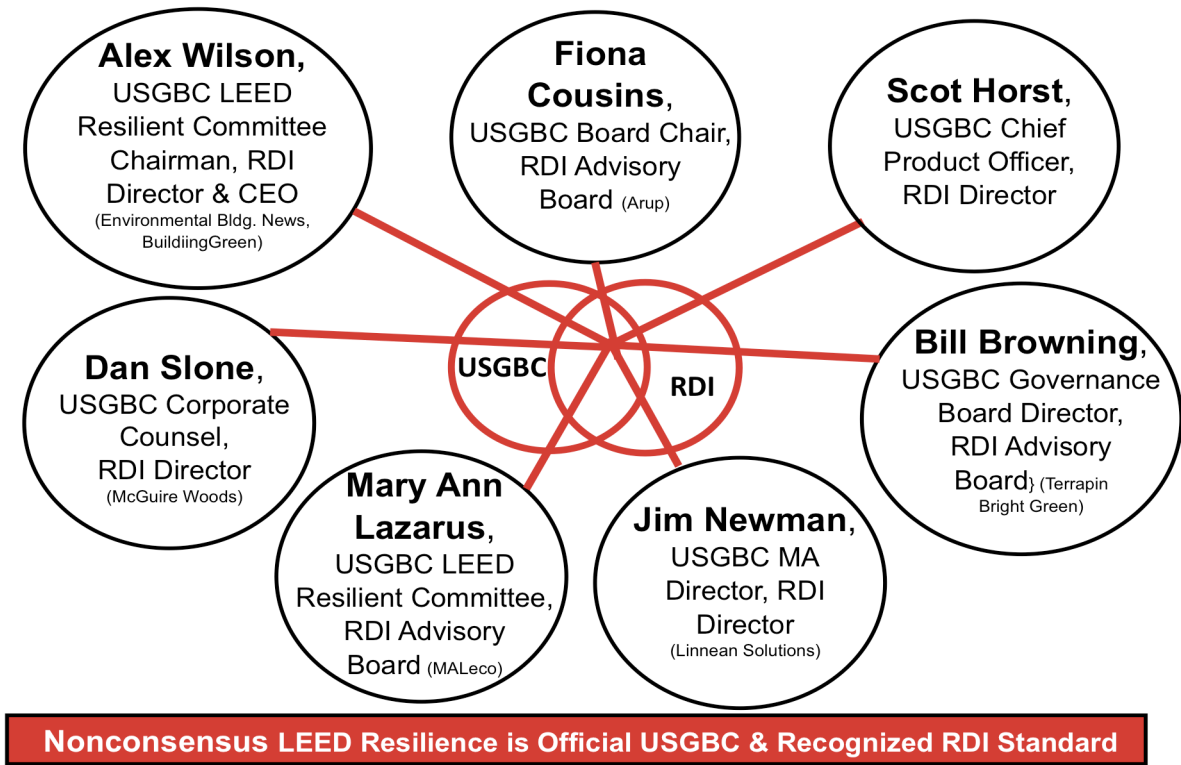 Alex Wilson,
USGBC LEED
Resilient Committee
Chairman, RDI
Director & CEO
(Environmental Bldg. News,
BuildiingGreen)
Fiona
Cousins,
USGBC Board Chair,
RDI Advisory
Board (Arup)
Scot Horst,
USGBC Chief
Product Officer,
RDI Director
Dan Slone,
USGBC Corporate
Counsel,
RDI Director
(McGuire Woods)
USGBC
RDI
Bill Browning,
USGBC Governance
Board Director,
RDI Advisory
Board} (Terrapin
Bright Green)
Mary Ann
Lazarus,
USGBC LEED
Resilient Committee,
RDI Advisory
Board (MALeco)
Jim Newman,
USGBC MA
Director, RDI
Director
(Linnean Solutions)
Nonconsensus LEED Resilience is Official USGBC & Recognized RDI Standard